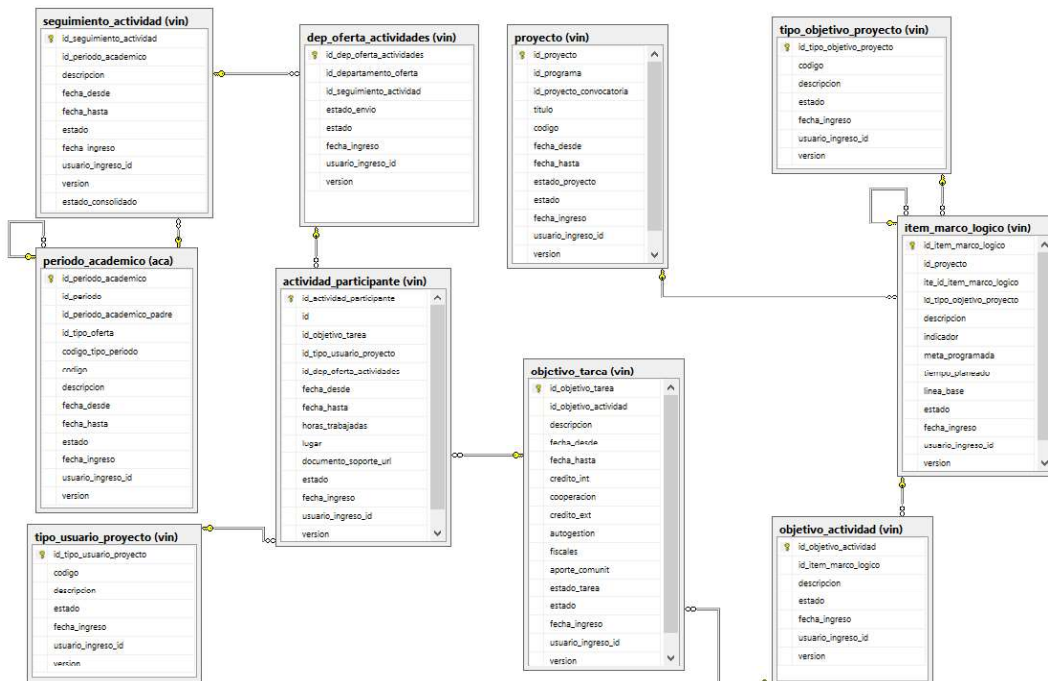 seguimiento_actividad (vin)
id_seguimiento_actividad
id_periodo_academico
descripcion
fecha_desde
fecha_hasta
estado
fecha_ingreso
usuario_ingreso_id
version
estado_consolidado
dep_oferta_actividades (vin)
id_dep_oferta_actividades
id_departamento_oferta
id_seguimiento_actividad
estado_envio
estado
fecha_ingreso
usuario_ingreso_id
version
proyecto (vin)
id_proyecto
id_programa
id_proyecto_convocatoria
titulo
codigo
fecha_desde
fecha_hasta
estado_proyecto
estado
fecha_ingreso
usuario_ingreso_id
version
tipo_objetivo_proyecto (vin)
id_tipo_objetivo_proyecto
codigo
descripcion
estado
fecha_ingreso
usuario_ingreso_id
version
periodo_academico (aca)
id_periodo_academico
id_periodo
id_periodo_academico_padre
id_tipo_oferta
codigo_tipo_periodo
codigo
descripcion
fecha_desde
fecha_hasta
estado
fecha_ingreso
usuario_ingreso_id
version
actividad_participante (vin)
id_actividad_participante
id
id_objetivo_tarea
id_tipo_usuario_proyecto
id_dep_oferta_actividades
fecha_desde
fecha_hasta
horas_trabajadas
lugar
documento_soporte_url
estado
fecha_ingreso
usuario_ingreso_id
version
item_marco_logico (vin)
id_item_marco_logico
id_proyecto
ite_id_item_marco_logico
id_tipo_objetivo_proyecto
descripcion
indicador
meta_programada
tiempo_planeado
linea_base
estado
fecha_ingreso
usuario_ingreso_id
version
objetivo_tarea (vin)
id_objetivo_tarea
id_objetivo_actividad
descripcion
fecha_desde
fecha_hasta
credito_int
cooperacion
credito_ext
autogestion
fiscales
aporte_comunit
estado_tarea
estado
fecha_ingreso
usuario_ingreso_id
version
tipo_usuario_proyecto (vin)
id_tipo_usuario_proyecto
codigo
descripcion
estado
fecha_ingreso
usuario_ingreso_id
version
objetivo_actividad (vin)
id_objetivo_actividad
id_item_marco_logico
descripcion
estado
fecha_ingreso
usuario_ingreso_id
version